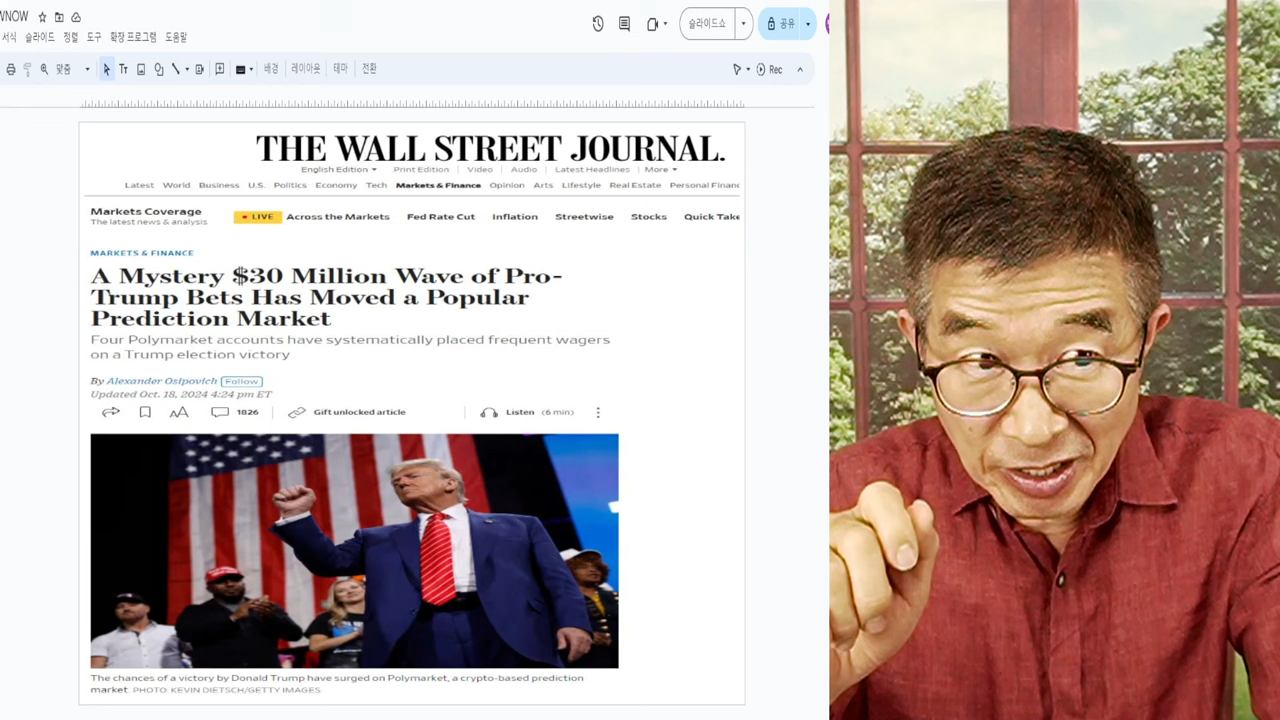 WNOW
서식 슬라이드 정렬 도구 확장 프로그램 도움말
슬라이드쇼
공유
맞춤
Tт
배경 레이아웃 테마 전환
Rec
THE WALL STREET JOURNAL.
English Edition Print Edition Video Audio Latest Headlines More
Latest World Business U.S. Politics Economy Tech Markets & Finance Opinion Arts Lifestyle Real Estate Personal Financ
Markets Coverage
The latest news & analysis
LIVE Across the Markets Fed Rate Cut Inflation Streetwise Stocks Quick Take
MARKETS & FINANCE
A Mystery $30 Million Wave of Pro-
Trump Bets Has Moved a Popular
Prediction Market
Four Polymarket accounts have systematically placed frequent wagers
on a Trump election victory
By Alexander Osipovich Follow
Updated Oct. 18, 2024 4:24 pm ET
AA 1826 Gift unlocked article Listen (6 min)
The chances of a victory by Donald Trump have surged on Polymarket, a crypto-based prediction
market. PHOTO: KEVIN DIETSCH/GETTY IMAGES